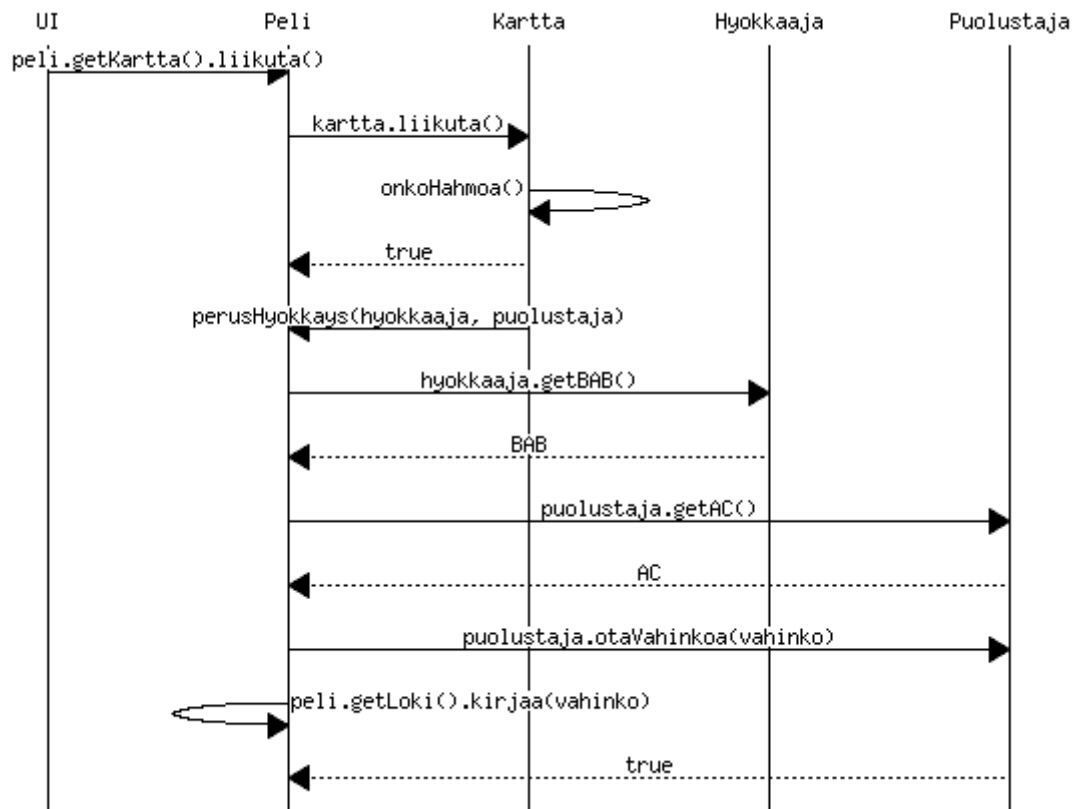 UI Peli Kartta Hyokkaaja Puolustaja
peli.getKartta().liikuta()
kartta.liikuta()
onkoHahmoa()
true
perusHyokkays(hyokkaaja, puolustaja)
hyokkaaja.getBAB()
BAB
puolustaja.getAC()
AC
puolustaja.otaVahinkoa(vahinko)
peli.getLoki().kirjaa(vahinko)
true